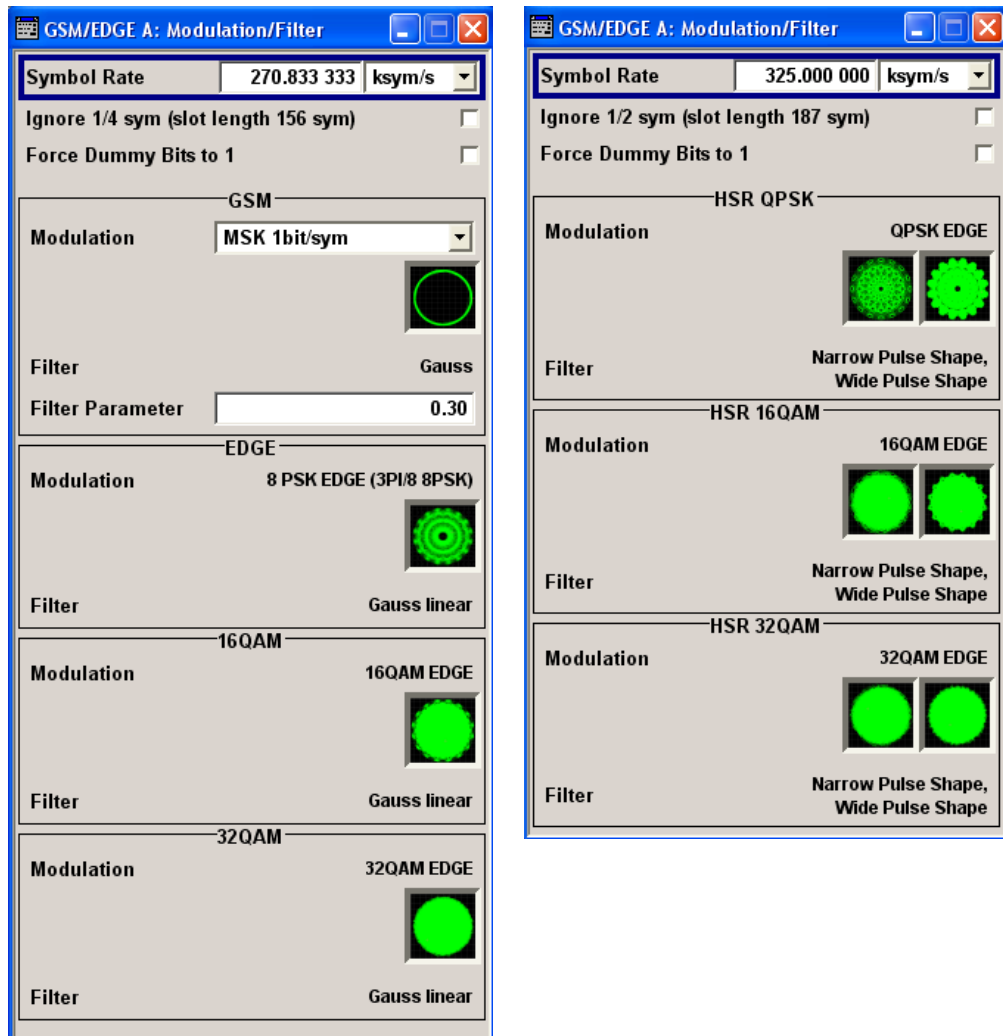 GSM/EDGE A: Modulation/Filter
Symbol Rate 270.833 333 ksym/s
Ignore 1/4 sym (slot length 156 sym)
Force Dummy Bits to 1
GSM
Modulation MSK 1bit/sym
Filter Gauss
Filter Parameter 0.30
EDGE
Modulation 8 PSK EDGE (3PI/8 8PSK)
Filter Gauss linear
16QAM
Modulation 16QAM EDGE
Filter Gauss linear
32QAM
Modulation 32QAM EDGE
Filter Gauss linear
GSM/EDGE A: Modulation/Filter
Symbol Rate 325.000 000 ksym/s
Ignore 1/2 sym (slot length 187 sym)
Force Dummy Bits to 1
HSR QPSK
Modulation QPSK EDGE
Filter Narrow Pulse Shape,
Wide Pulse Shape
HSR 16QAM
Modulation 16QAM EDGE
Filter Narrow Pulse Shape,
Wide Pulse Shape
HSR 32QAM
Modulation 32QAM EDGE
Filter Narrow Pulse Shape,
Wide Pulse Shape